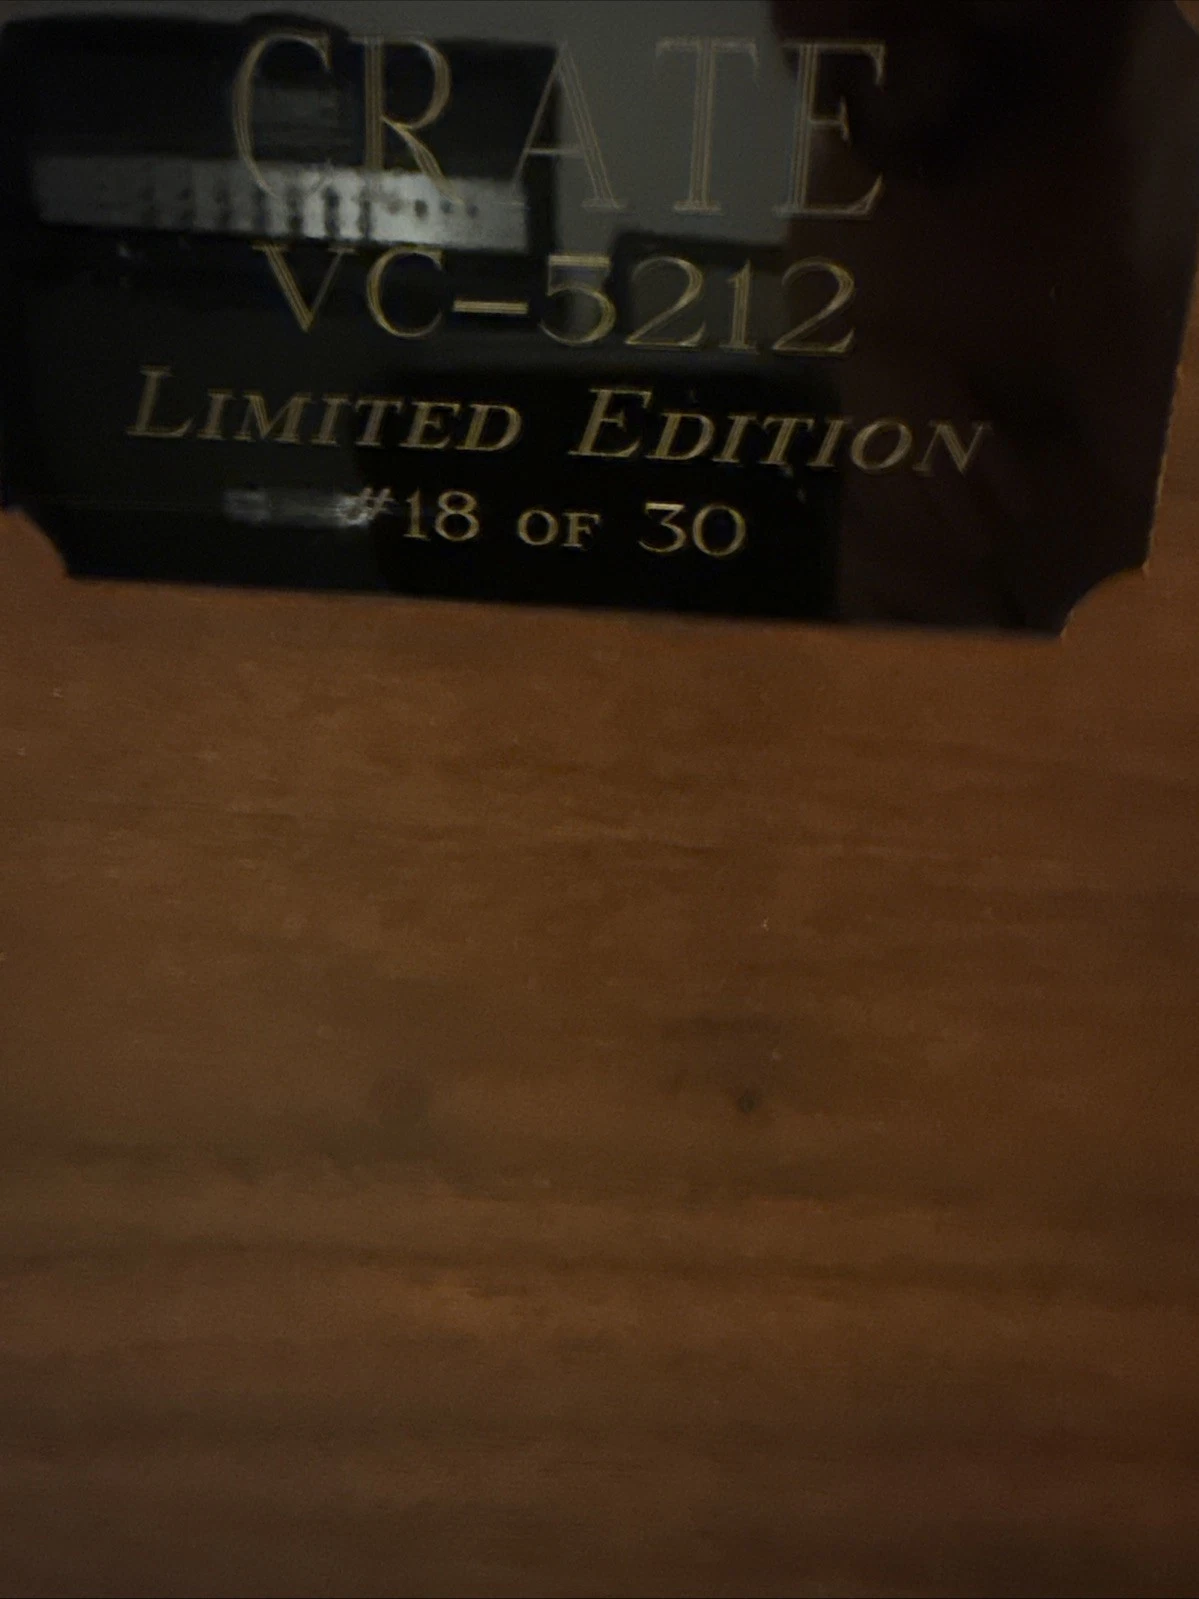 CRATE
VC-5212
LIMITED EDITION
#18 OF 30